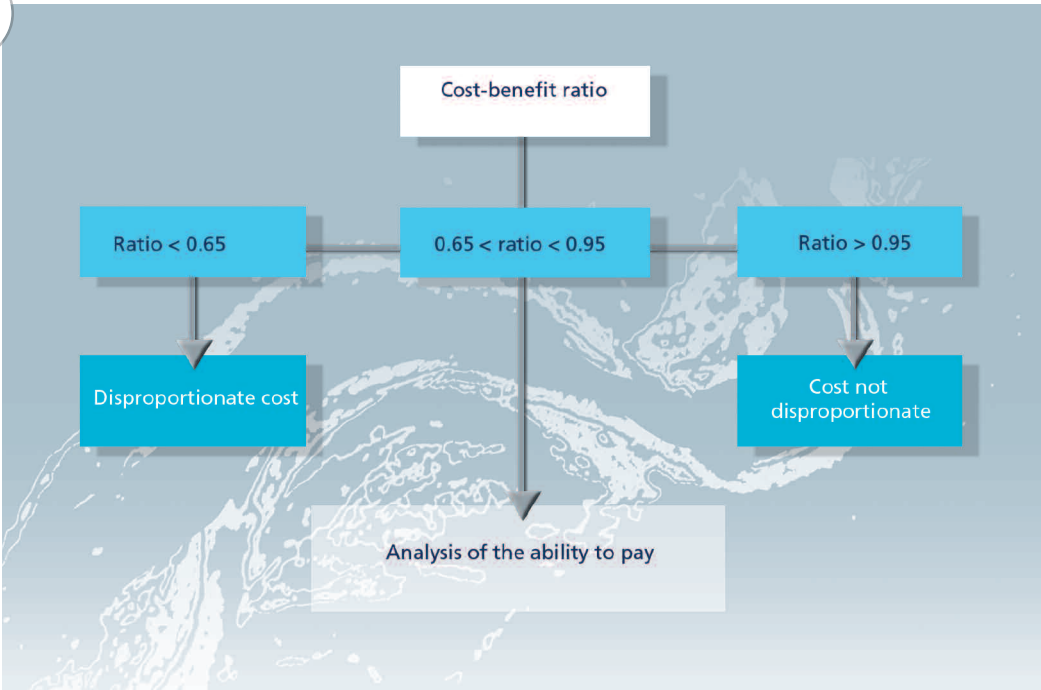 Cost-benefit ratio
Ratio < 0.65
0.65 < ratio < 0.95
Ratio > 0.95
Disproportionate cost
Cost not
disproportionate
Analysis of the ability to pay